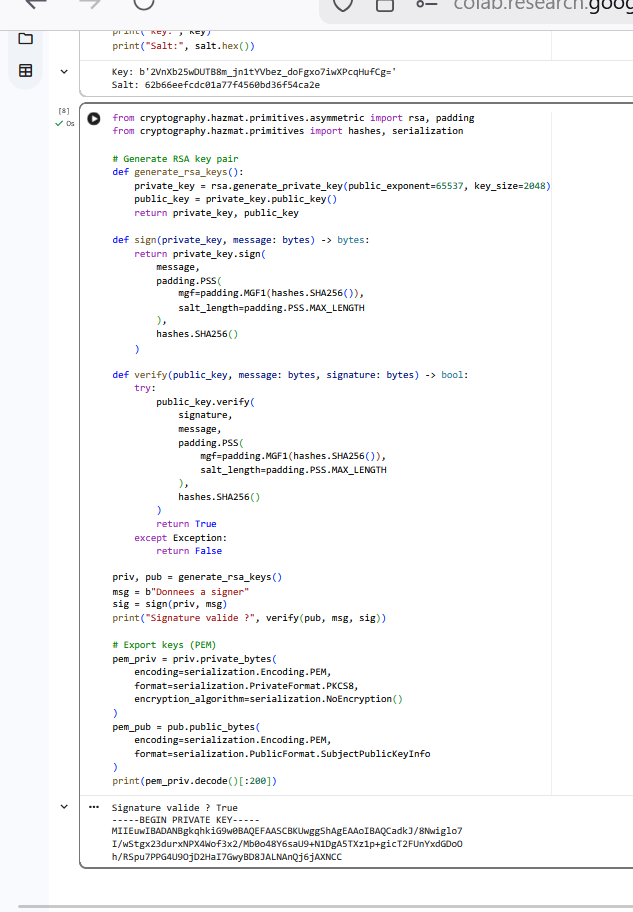 colab.research.goog
print("Key:", key)
print("Salt:", salt.hex())
Key: b'2VnXb25wDUTB8m_jn1tYVbez_doFgxo7iwXPcqHufCg='
Salt: 62b66eefcdc01a77f4560bd36f54ca2e
[8]
0s
from cryptography.hazmat.primitives.asymmetric import rsa, padding
from cryptography.hazmat.primitives import hashes, serialization
# Generate RSA key pair
def generate_rsa_keys():
    private_key = rsa.generate_private_key(public_exponent=65537, key_size=2048)
    public_key = private_key.public_key()
    return private_key, public_key
def sign(private_key, message: bytes) -> bytes:
    return private_key.sign(
        message,
        padding.PSS(
            mgf=padding.MGF1(hashes.SHA256()),
            salt_length=padding.PSS.MAX_LENGTH
        ),
        hashes.SHA256()
    )
def verify(public_key, message: bytes, signature: bytes) -> bool:
    try:
        public_key.verify(
            signature,
            message,
            padding.PSS(
                mgf=padding.MGF1(hashes.SHA256()),
                salt_length=padding.PSS.MAX_LENGTH
            ),
            hashes.SHA256()
        )
        return True
    except Exception:
        return False
priv, pub = generate_rsa_keys()
msg = b"Donnees a signer"
sig = sign(priv, msg)
print("Signature valide ?", verify(pub, msg, sig))
# Export keys (PEM)
pem_priv = priv.private_bytes(
    encoding=serialization.Encoding.PEM,
    format=serialization.PrivateFormat.PKCS8,
    encryption_algorithm=serialization.NoEncryption()
)
pem_pub = pub.public_bytes(
    encoding=serialization.Encoding.PEM,
    format=serialization.PublicFormat.SubjectPublicKeyInfo
)
print(pem_priv.decode()[:200])
Signature valide ? True
-----BEGIN PRIVATE KEY-----
MIIEuwIBADANBgkqhkiG9w0BAQEFAASCBKUwggShAgEAAoIBAQCadkJ/8Nwiglo7
I/wStgx23durxNPX4Wof3x2/Mb0o48Y6saU9+N1DgA5TXz1p+gicT2FUnYxdGDoO
h/RSpu7PPG4U9OjD2HaI7GwyBD8JALNAnQj6jAXNCC